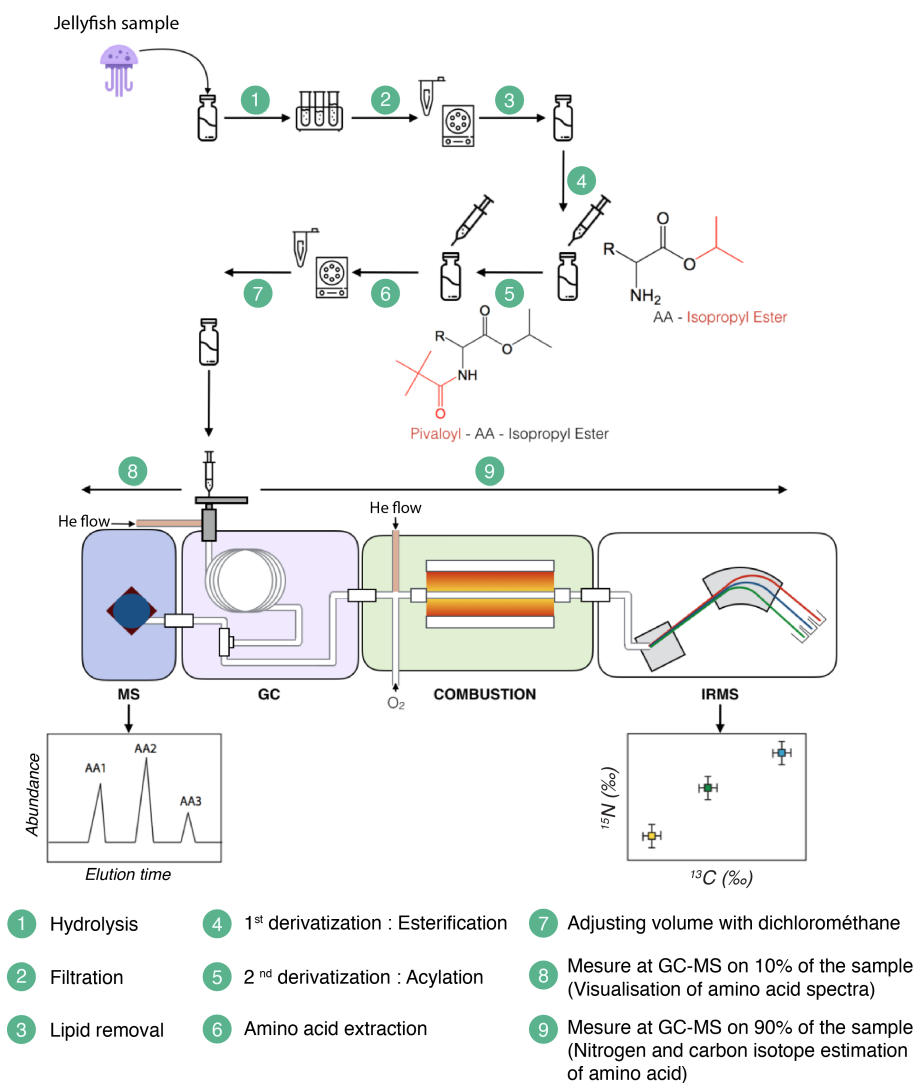 Jellyfish sample
1
2
3
4
R
O
O
NH₂
AA - Isopropyl Ester
7
6
5
O
R
O
NH
O
Pivaloyl - AA - Isopropyl Ester
8
9
He flow
He flow
MS
GC
O₂
COMBUSTION
IRMS
AA1
AA2
AA3
Abundance
Elution time
¹⁵N (‰)
¹³C (‰)
1 Hydrolysis
2 Filtration
3 Lipid removal
4 1st derivatization : Esterification
5 2 nd derivatization : Acylation
6 Amino acid extraction
7 Adjusting volume with dichlorométhane
8 Mesure at GC-MS on 10% of the sample
(Visualisation of amino acid spectra)
9 Mesure at GC-MS on 90% of the sample
(Nitrogen and carbon isotope estimation
of amino acid)